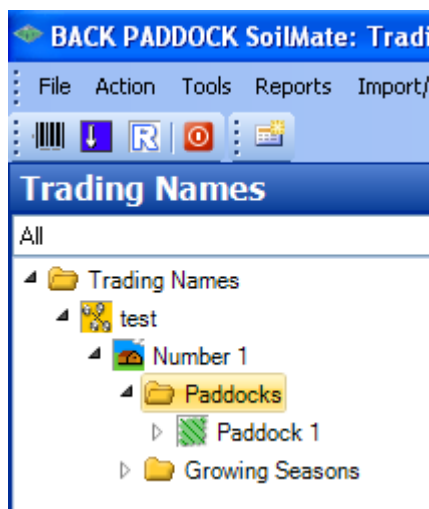 BACK PADDOCK SoilMate: Tradi
File Action Tools Reports Import/
Trading Names
All
Trading Names
test
Number 1
Paddocks
Paddock 1
Growing Seasons